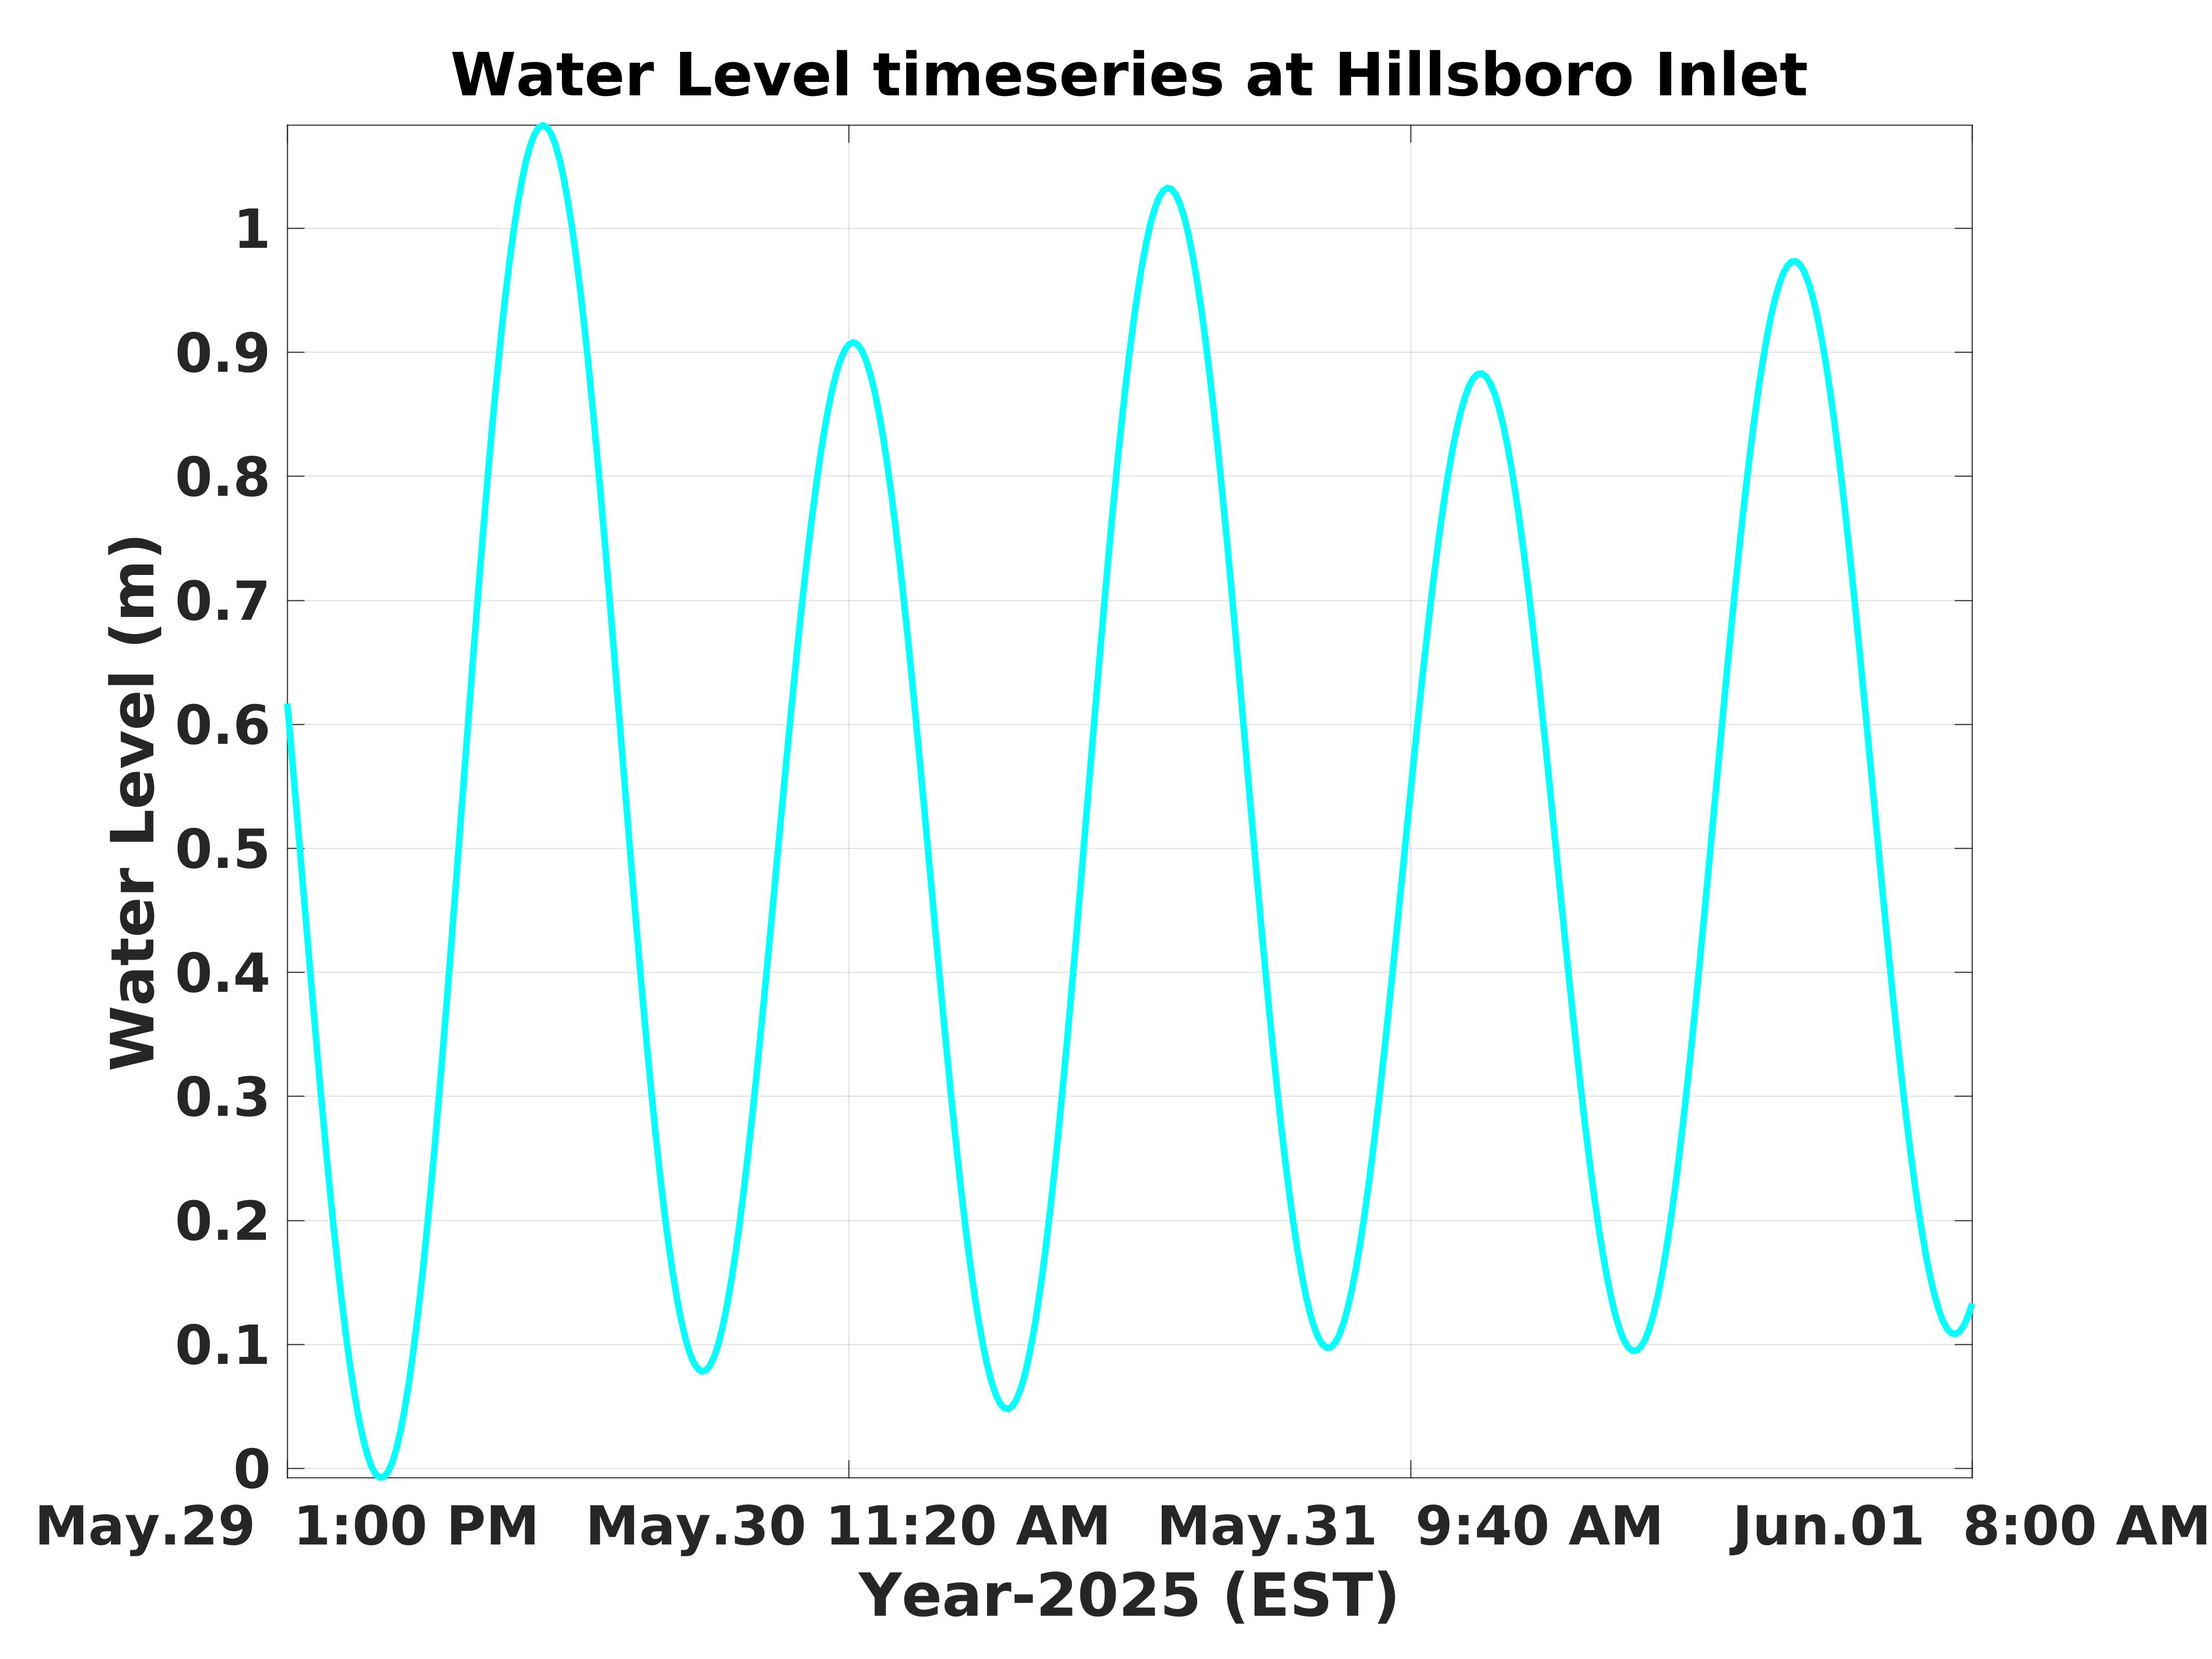 Water Level timeseries at Hillsboro Inlet
Water Level (m)
1
0.9
0.8
0.7
0.6
0.5
0.4
0.3
0.2
0.1
0
May.29 1:00 PM May.30 11:20 AM May.31 9:40 AM Jun.01 8:00 AM
Year-2025 (EST)